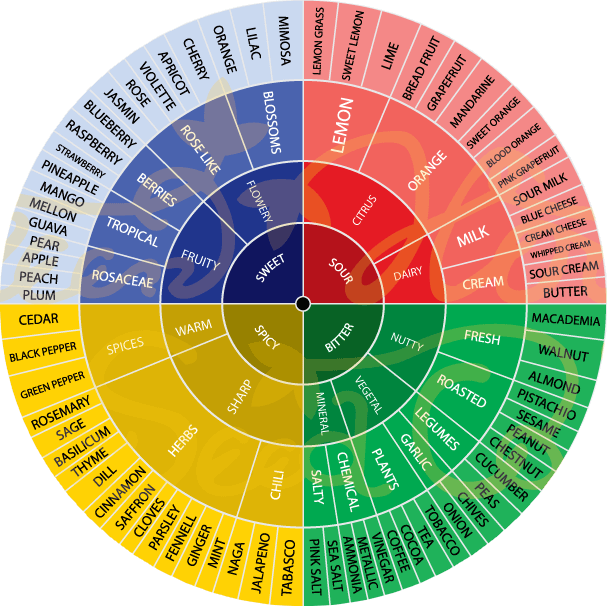 SWEET
SOUR
BITTER
SPICY
FLOWERY
FRUITY
CITRUS
DAIRY
NUTTY
VEGETAL
MINERAL
SHARP
WARM
BLOSSOMS
ROSE LIKE
BERRIES
TROPICAL
ROSACEAE
LEMON
ORANGE
MILK
CREAM
FRESH
ROASTED
LEGUMES
GARLIC
PLANTS
CHEMICAL
SALTY
CHILI
HERBS
SPICES
LEMON GRASS
SWEET LEMON
LIME
BREAD FRUIT
GRAPEFRUIT
MANDARINE
SWEET ORANGE
BLOOD ORANGE
PINK GRAPEFRUIT
SOUR MILK
BLUE CHEESE
CREAM CHEESE
WHIPPED CREAM
SOUR CREAM
BUTTER
MACADEMIA
WALNUT
ALMOND
PISTACHIO
SESAME
PEANUT
CHESTNUT
CUCUMBER
PEAS
CHIVES
ONION
TOBACCO
TEA
COCOA
COFFEE
VINEGAR
METALLIC
AMMONIA
SEA SALT
PINK SALT
TABASCO
JALAPENO
NAGA
MINT
GINGER
FENNELL
PARSLEY
CLOVES
SAFFRON
CINNAMON
DILL
THYME
BASILICUM
SAGE
ROSEMARY
GREEN PEPPER
BLACK PEPPER
CEDAR
PLUM
PEACH
APPLE
PEAR
GUAVA
MELLON
MANGO
PINEAPPLE
STRAWBERRY
RASPBERRY
BLUEBERRY
JASMIN
ROSE
VIOLETTE
APRICOT
CHERRY
ORANGE
LILAC
MIMOSA